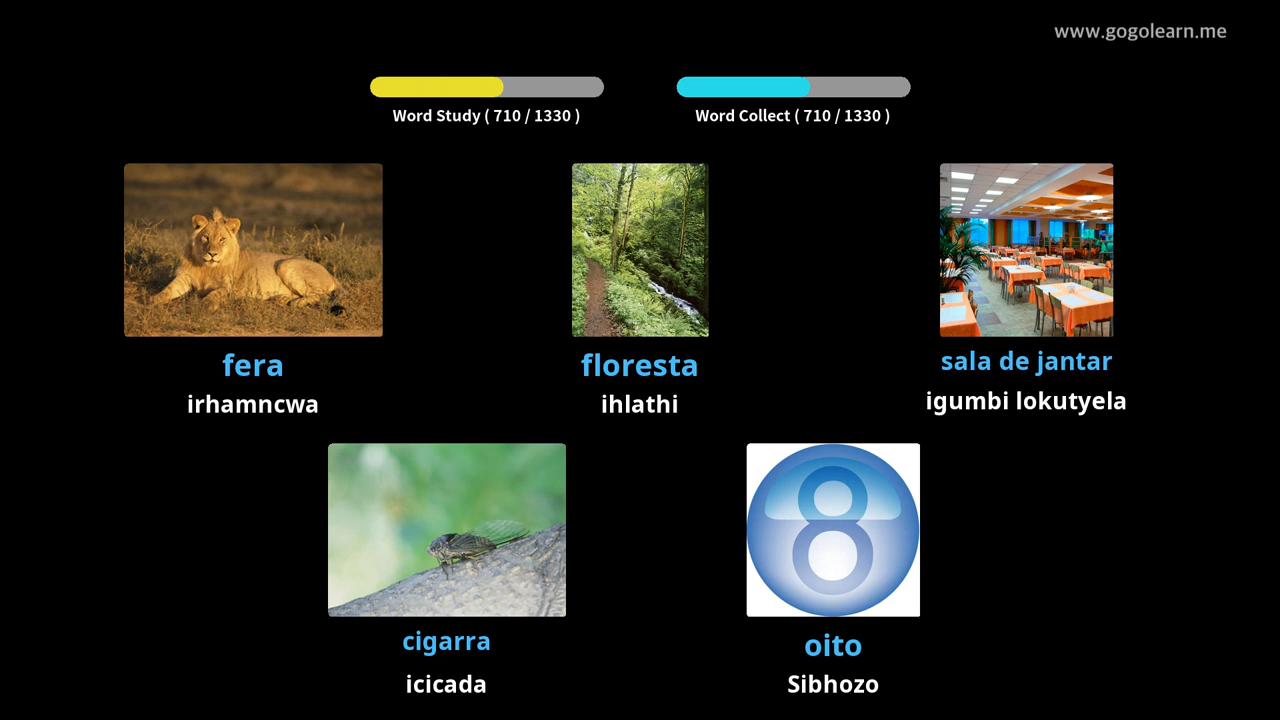 www.gogolearn.me
Word Study ( 710 / 1330 )
Word Collect ( 710 / 1330 )
fera
irhamncwa
floresta
ihlathi
sala de jantar
igumbi lokutyela
cigarra
icicada
8
oito
Sibhozo